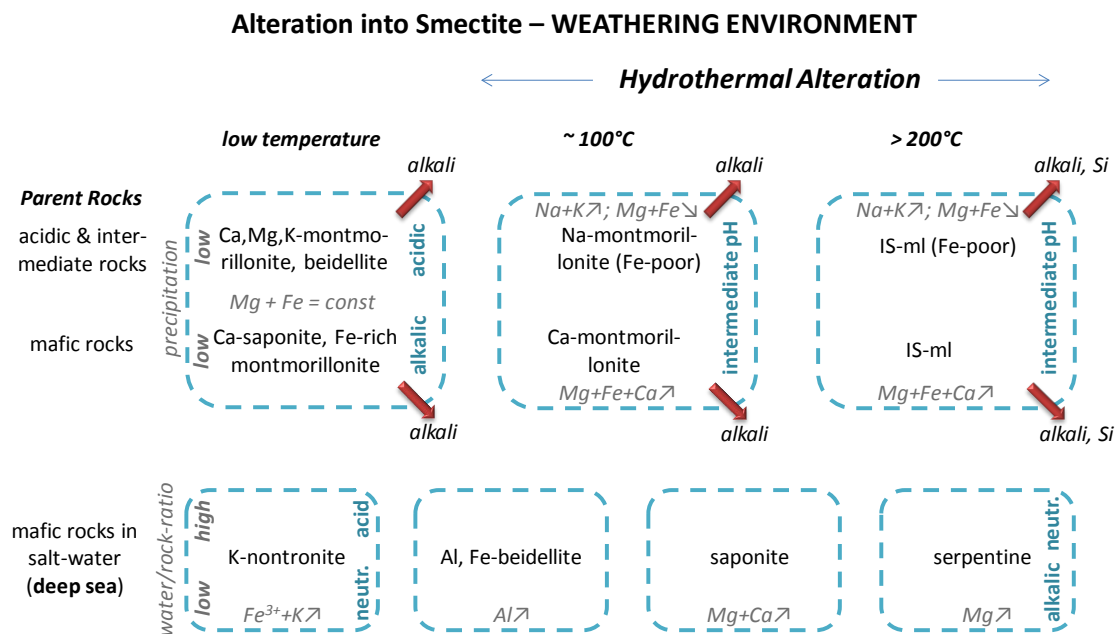 Alteration into Smectite – WEATHERING ENVIRONMENT
Hydrothermal Alteration
low temperature
~ 100°C
> 200°C
alkali
alkali
alkali, Si
Parent Rocks
acidic & inter-
mediate rocks
mafic rocks
precipitation
low
low
Ca,Mg,K-montmo-
rillonite, beidellite
acidic
Mg + Fe = const
Ca-saponite, Fe-rich
montmorillonite
alkalic
alkali
Na+K↗; Mg+Fe↘
Na-montmoril-
lonite (Fe-poor)
intermediate pH
Ca-montmoril-
lonite
Mg+Fe+Ca↗
alkali
Na+K↗; Mg+Fe↘
IS-ml (Fe-poor)
intermediate pH
IS-ml
Mg+Fe+Ca↗
alkali, Si
mafic rocks in
salt-water
(deep sea)
water/rock-ratio
high
low
K-nontronite
acid
neutr.
Fe³⁺+K↗
Al, Fe-beidellite
Al↗
saponite
Mg+Ca↗
serpentine
neutr.
alkalic
Mg↗